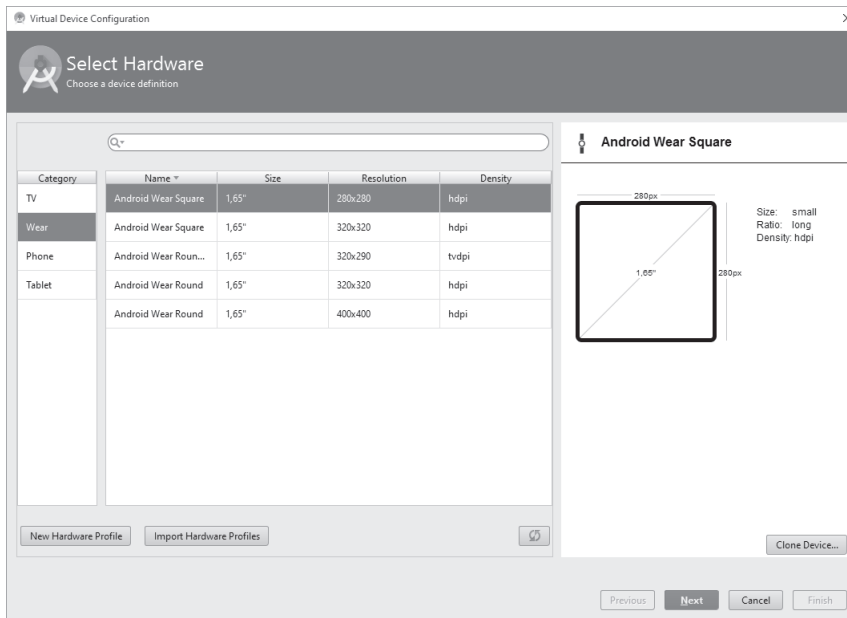 Virtual Device Configuration
Select Hardware
Choose a device definition
Category
TV
Wear
Phone
Tablet
Name Size Resolution Density
Android Wear Square 1,65" 280x280 hdpi
Android Wear Square 1,65" 320x320 hdpi
Android Wear Roun... 1,65" 320x290 tvdpi
Android Wear Round 1,65" 320x320 hdpi
Android Wear Round 1,65" 400x400 hdpi
New Hardware Profile
Import Hardware Profiles
Android Wear Square
280px
1,65"
280px
Size: small
Ratio: long
Density: hdpi
Clone Device...
Previous
Next
Cancel
Finish